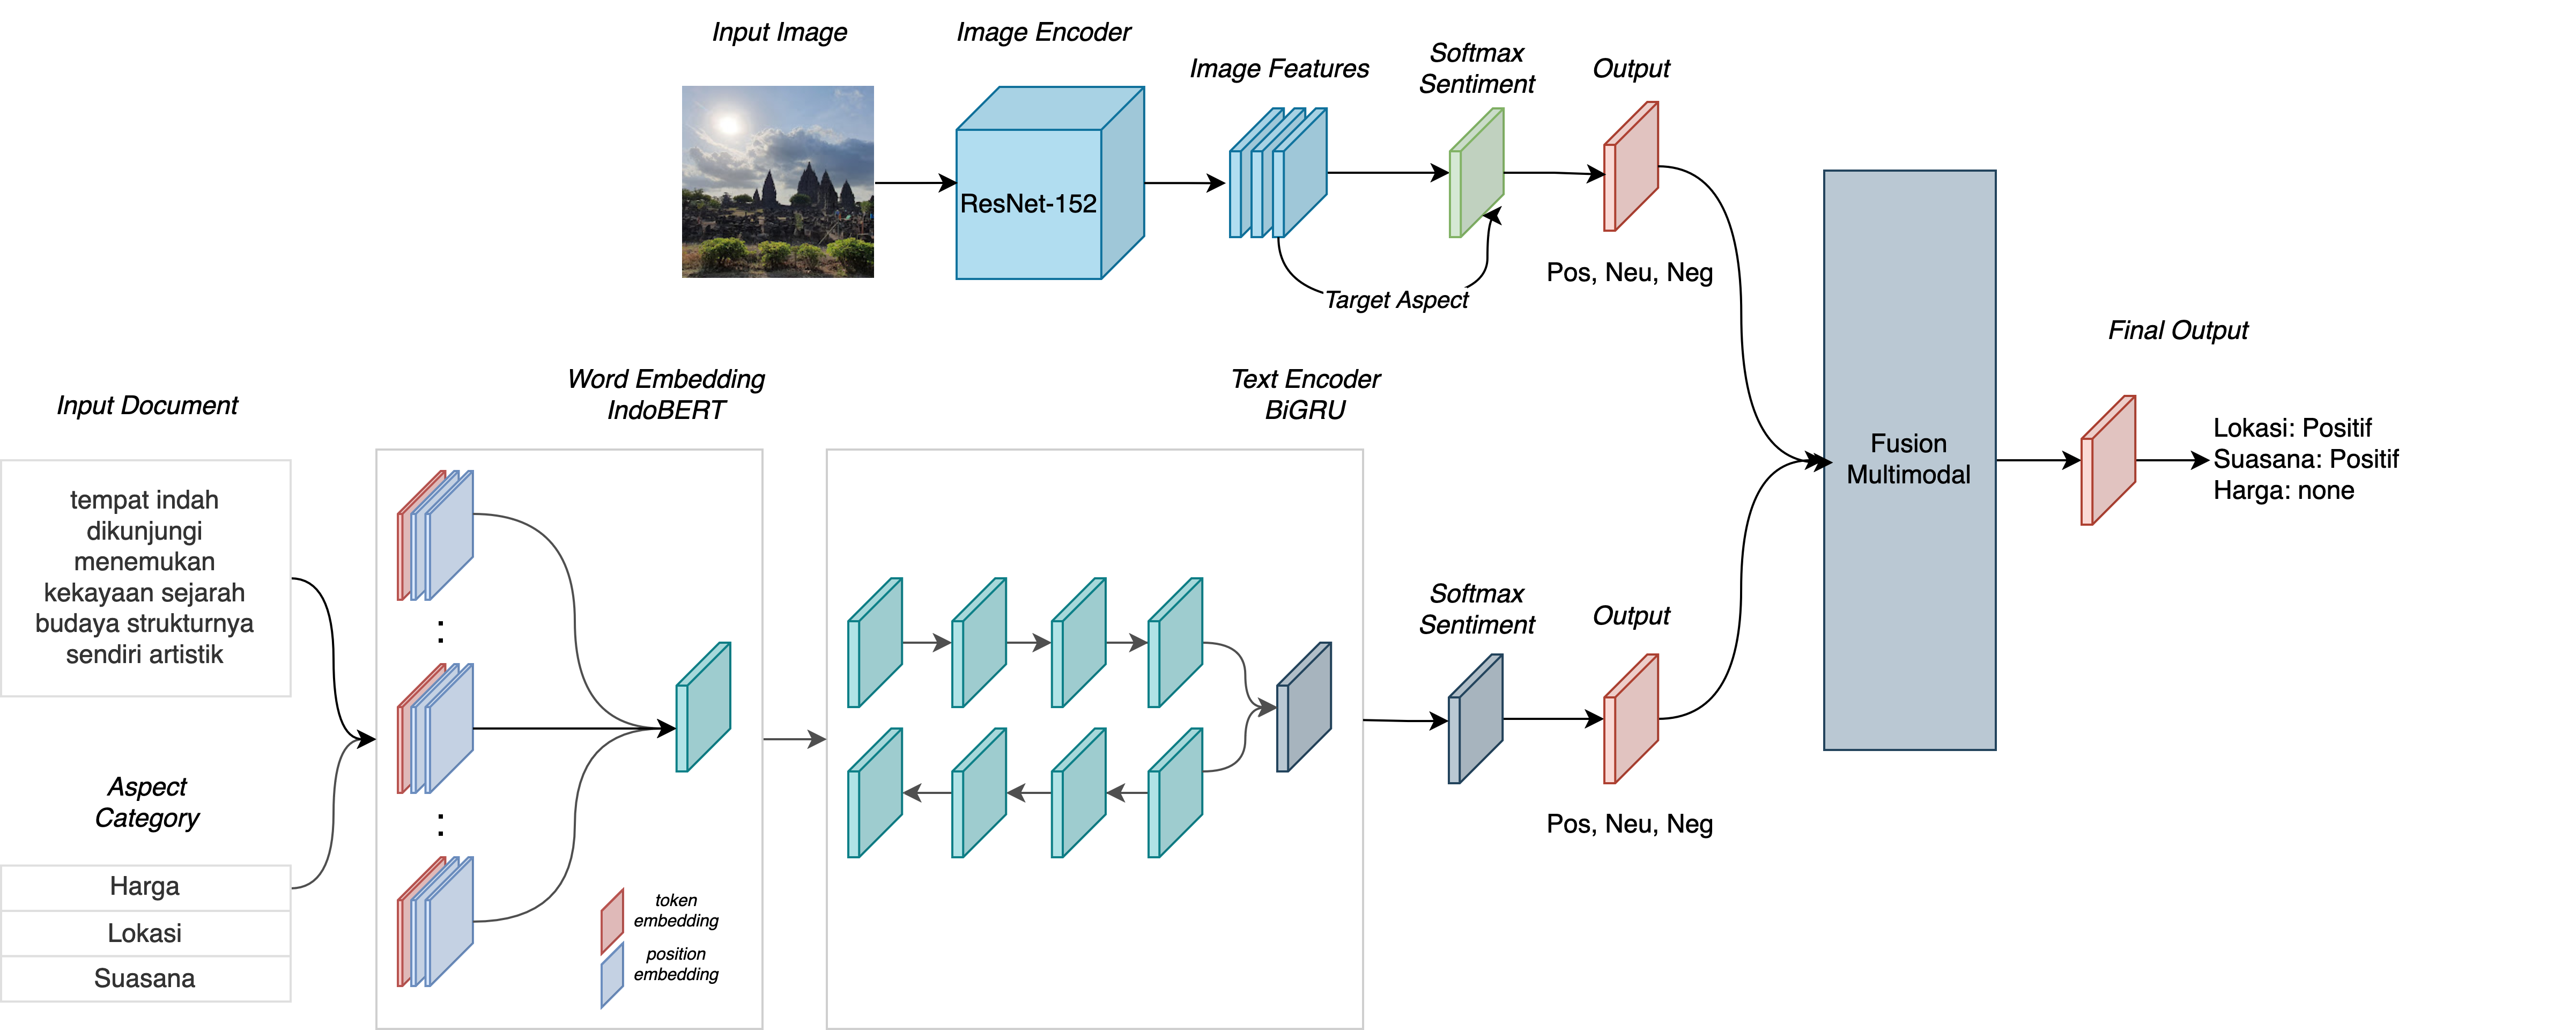 Input Image
Image Encoder
Image Features
Softmax
Sentiment
Output
ResNet-152
Target Aspect
Pos, Neu, Neg
Input Document
tempat indah
dikunjungi
menemukan
kekayaan sejarah
budaya strukturnya
sendiri artistik
Aspect
Category
Harga
Lokasi
Suasana
Word Embedding
IndoBERT
:
:
token
embedding
position
embedding
Text Encoder
BiGRU
Softmax
Sentiment
Output
Pos, Neu, Neg
Fusion
Multimodal
Final Output
Lokasi: Positif
Suasana: Positif
Harga: none